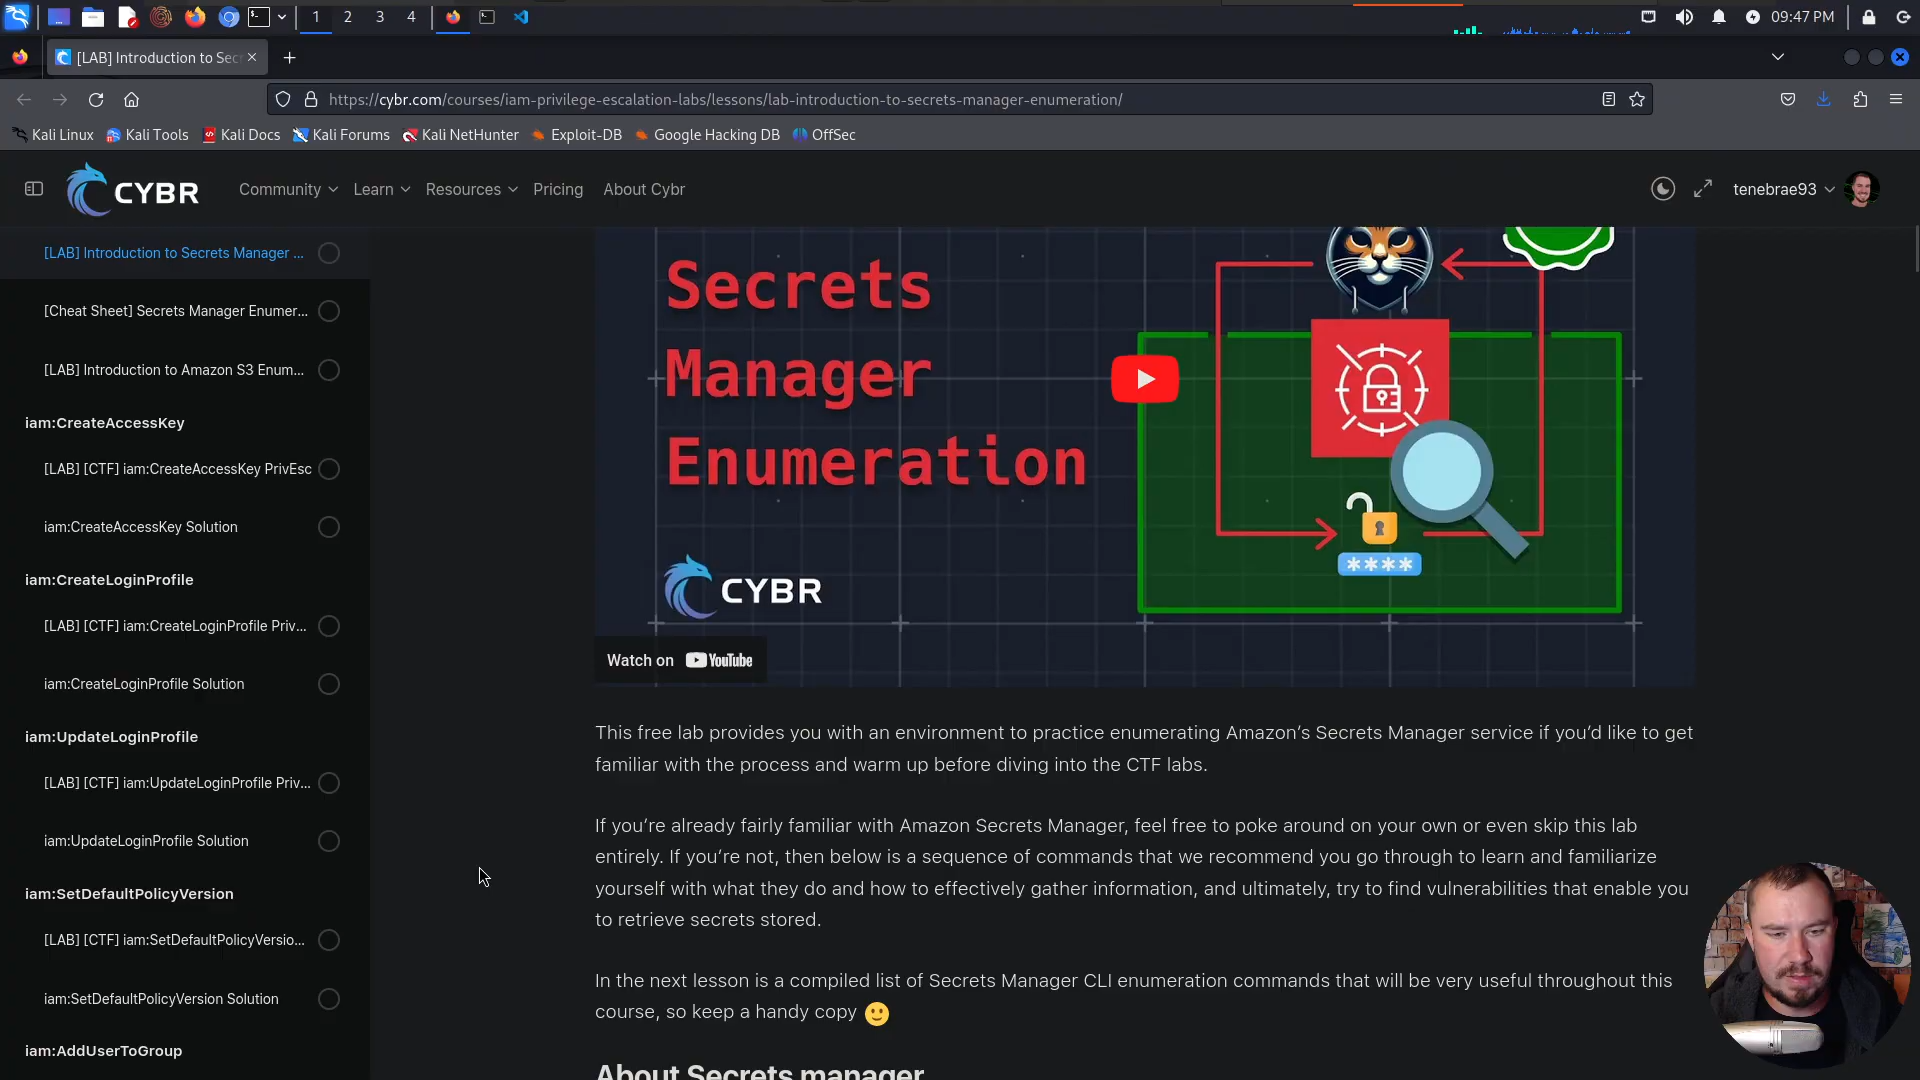 1 2 3 4
09:47 PM
[LAB] Introduction to Sec
https://cybr.com/courses/iam-privilege-escalation-labs/lessons/lab-introduction-to-secrets-manager-enumeration/
Kali Linux Kali Tools Kali Docs Kali Forums Kali NetHunter Exploit-DB Google Hacking DB OffSec
CYBR
Community Learn Resources Pricing About Cybr
tenebrae93
[LAB] Introduction to Secrets Manager ...
[Cheat Sheet] Secrets Manager Enumer...
[LAB] Introduction to Amazon S3 Enum...
iam:CreateAccessKey
[LAB] [CTF] iam:CreateAccessKey PrivEsc
iam:CreateAccessKey Solution
iam:CreateLoginProfile
[LAB] [CTF] iam:CreateLoginProfile Priv...
iam:CreateLoginProfile Solution
iam:UpdateLoginProfile
[LAB] [CTF] iam:UpdateLoginProfile Priv...
iam:UpdateLoginProfile Solution
iam:SetDefaultPolicyVersion
[LAB] [CTF] iam:SetDefaultPolicyVersio...
iam:SetDefaultPolicyVersion Solution
iam:AddUserToGroup
Secrets
Manager
Enumeration
****
CYBR
Watch on YouTube
This free lab provides you with an environment to practice enumerating Amazon’s Secrets Manager service if you’d like to get
familiar with the process and warm up before diving into the CTF labs.
If you’re already fairly familiar with Amazon Secrets Manager, feel free to poke around on your own or even skip this lab
entirely. If you’re not, then below is a sequence of commands that we recommend you go through to learn and familiarize
yourself with what they do and how to effectively gather information, and ultimately, try to find vulnerabilities that enable you
to retrieve secrets stored.
In the next lesson is a compiled list of Secrets Manager CLI enumeration commands that will be very useful throughout this
course, so keep a handy copy 🙂
About Secrets manager